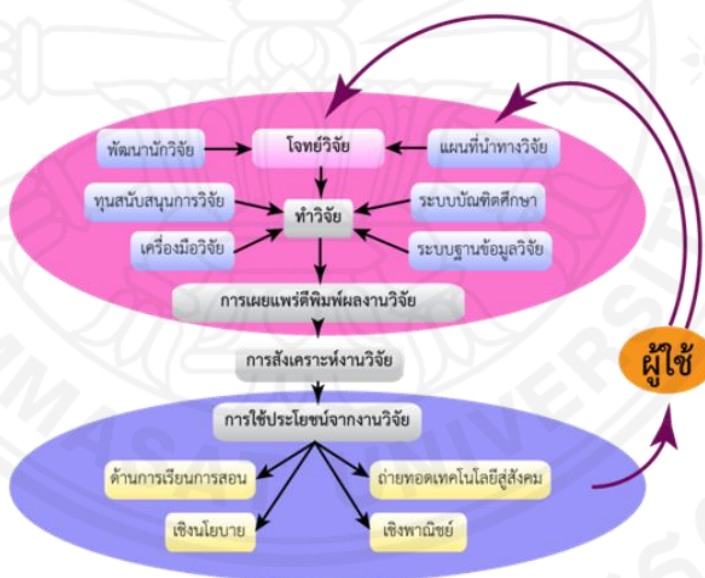 พัฒนานักวิจัย
โจทย์วิจัย
แผนที่นำทางวิจัย
ทุนสนับสนุนการวิจัย
ทำวิจัย
ระบบบัณฑิตศึกษา
เครื่องมือวิจัย
ระบบฐานข้อมูลวิจัย
การเผยแพร่ตีพิมพ์ผลงานวิจัย
การสังเคราะห์งานวิจัย
ผู้ใช้
การใช้ประโยชน์จากงานวิจัย
ด้านการเรียนการสอน
ถ่ายทอดเทคโนโลยีสู่สังคม
เชิงนโยบาย
เชิงพาณิชย์